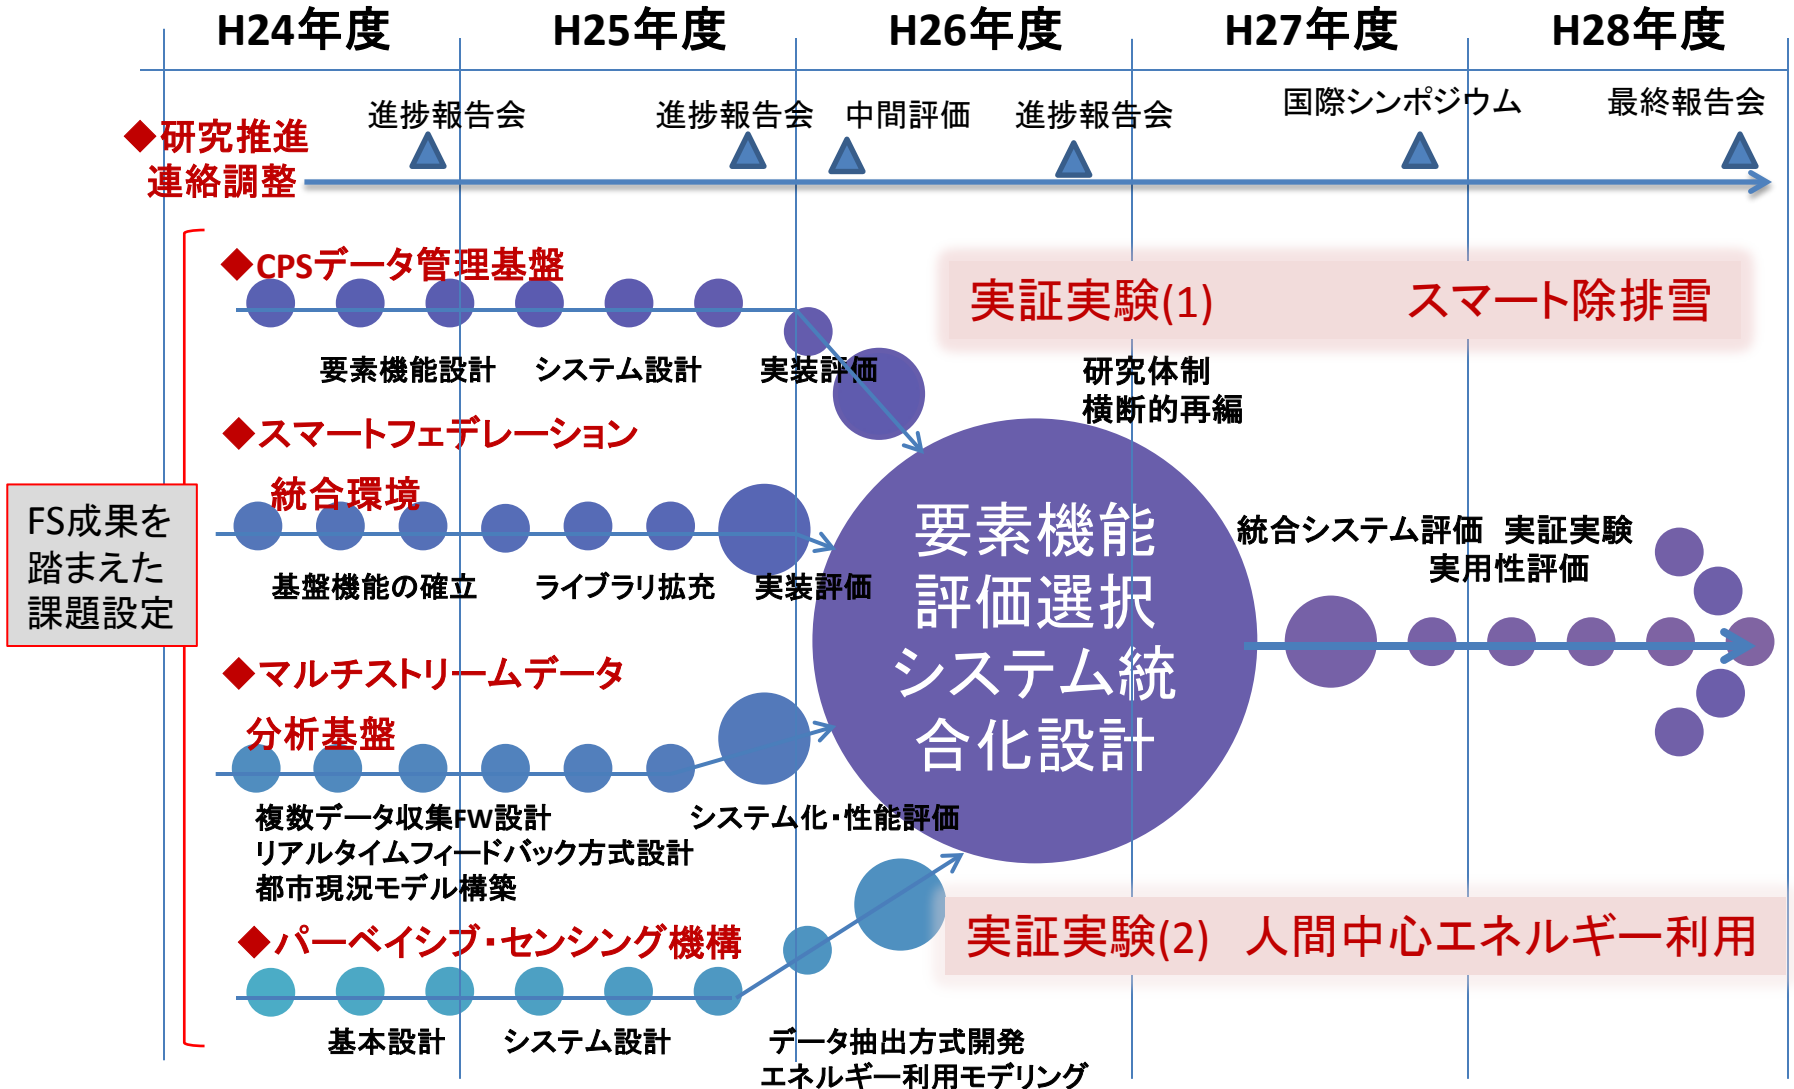 H24年度 H25年度 H26年度 H27年度 H28年度
進捗報告会 進捗報告会 中間評価 進捗報告会 国際シンポジウム 最終報告会
◆研究推進
連絡調整
◆CPSデータ管理基盤
実証実験(1) スマート除排雪
要素機能設計 システム設計 実装評価
研究体制
横断的再編
◆スマートフェデレーション
統合環境
基盤機能の確立 ライブラリ拡充 実装評価
FS成果を
踏まえた
課題設定
要素機能
評価選択
システム統
合化設計
統合システム評価 実証実験
実用性評価
◆マルチストリームデータ
分析基盤
複数データ収集FW設計
リアルタイムフィードバック方式設計
都市現況モデル構築
システム化・性能評価
◆パーベイシブ・センシング機構
実証実験(2) 人間中心エネルギー利用
基本設計 システム設計 データ抽出方式開発
エネルギー利用モデリング